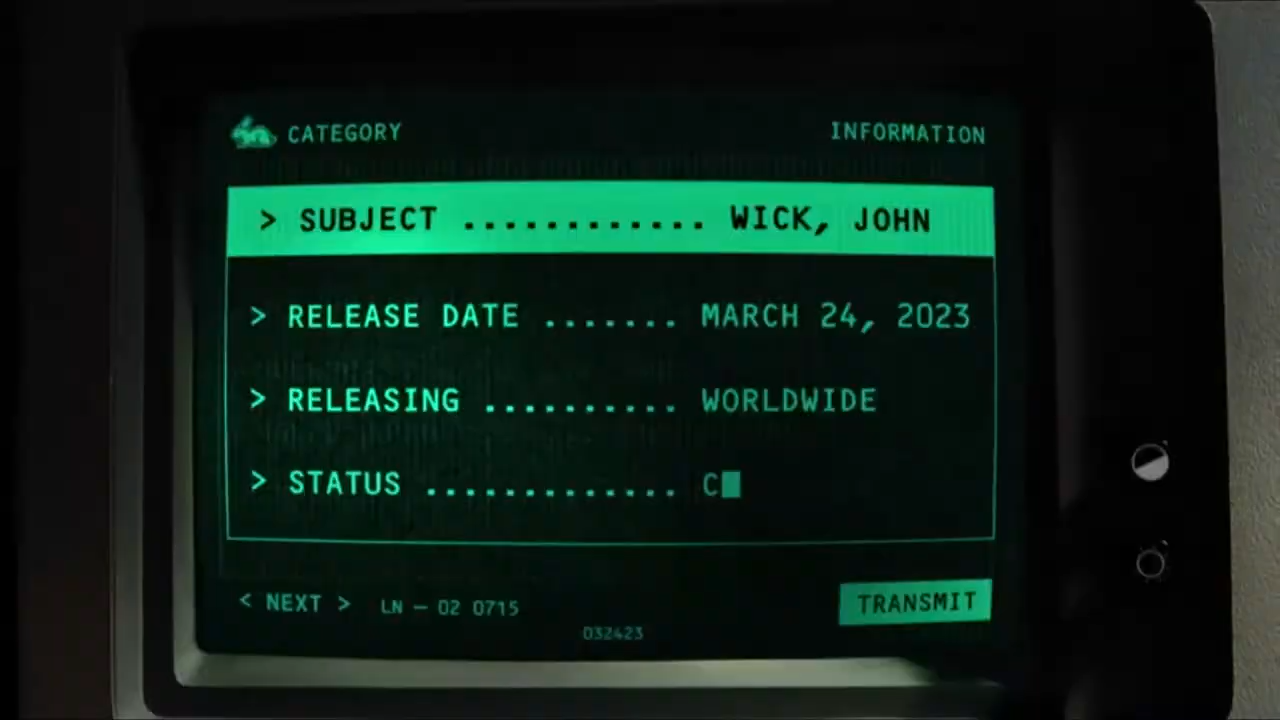 CATEGORY INFORMATION
> SUBJECT ............ WICK, JOHN
> RELEASE DATE ....... MARCH 24, 2023
> RELEASING .......... WORLDWIDE
> STATUS ............. C
< NEXT > LN — 02 0715 TRANSMIT
032423